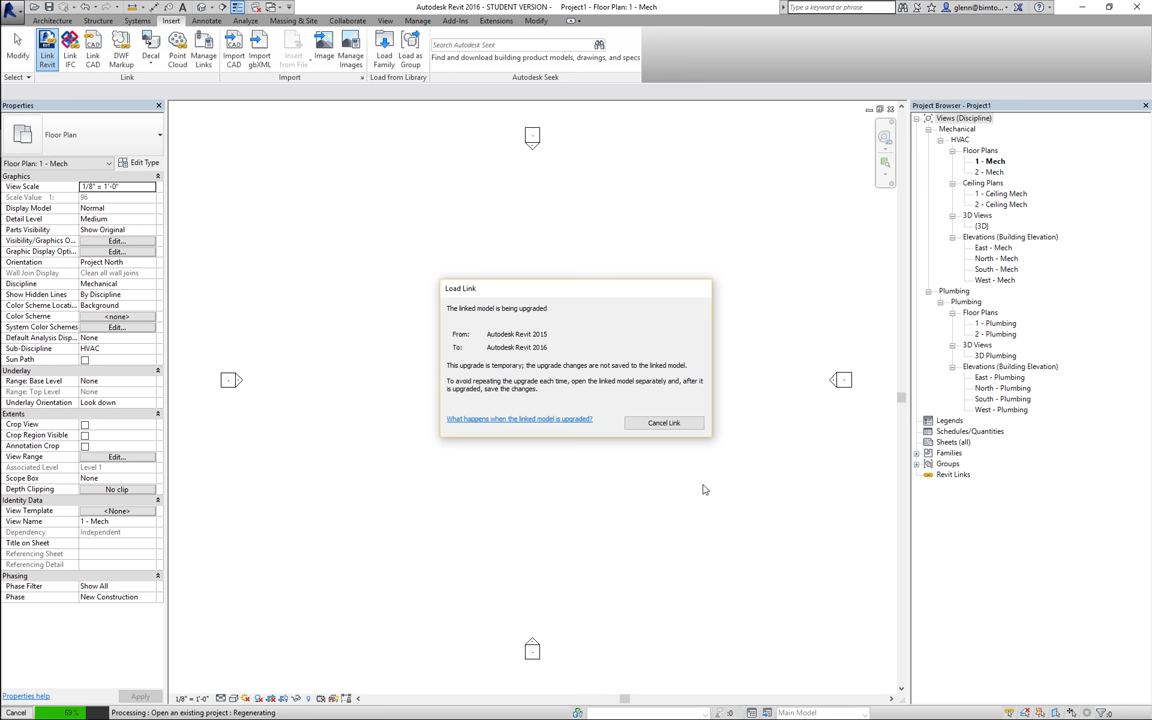 Autodesk Revit 2016 - STUDENT VERSION - Project1 - Floor Plan: 1 - Mech
Type a keyword or phrase
glenn@bimto...
Architecture Structure Systems Insert Annotate Analyze Massing & Site Collaborate View Manage Add-Ins Extensions Modify
Modify
Link Revit
Link IFC
Link CAD
DWF Markup
Decal
Point Cloud
Manage Links
Import CAD
Import gbXML
Insert from File
Image
Manage Images
Load Family
Load as Group
Search Autodesk Seek
Find and download building product models, drawings, and specs
Select
Link
Import
Load from Library
Autodesk Seek
Properties
Floor Plan
Floor Plan: 1 - Mech
Edit Type
Graphics
View Scale 1/8" = 1'-0"
Scale Value 1: 96
Display Model Normal
Detail Level Medium
Parts Visibility Show Original
Visibility/Graphics O... Edit...
Graphic Display Opti... Edit...
Orientation Project North
Wall Join Display Clean all wall joins
Discipline Mechanical
Show Hidden Lines By Discipline
Color Scheme Locati... Background
Color Scheme <none>
System Color Schemes Edit...
Default Analysis Disp... None
Sub-Discipline HVAC
Sun Path
Underlay
Range: Base Level None
Range: Top Level None
Underlay Orientation Look down
Extents
Crop View
Crop Region Visible
Annotation Crop
View Range Edit...
Associated Level Level 1
Scope Box None
Depth Clipping No clip
Identity Data
View Template <None>
View Name 1 - Mech
Dependency Independent
Title on Sheet
Referencing Sheet
Referencing Detail
Phasing
Phase Filter Show All
Phase New Construction
Properties help
Apply
Load Link
The linked model is being upgraded
From: Autodesk Revit 2015
To: Autodesk Revit 2016
This upgrade is temporary; the upgrade changes are not saved to the linked model.
To avoid repeating the upgrade each time, open the linked model separately and, after it
is upgraded, save the changes.
What happens when the linked model is upgraded?
Cancel Link
Project Browser - Project1
Views (Discipline)
Mechanical
HVAC
Floor Plans
1 - Mech
2 - Mech
Ceiling Plans
1 - Ceiling Mech
2 - Ceiling Mech
3D Views
{3D}
Elevations (Building Elevation)
East - Mech
North - Mech
South - Mech
West - Mech
Plumbing
Plumbing
Floor Plans
1 - Plumbing
2 - Plumbing
3D Views
3D Plumbing
Elevations (Building Elevation)
East - Plumbing
North - Plumbing
South - Plumbing
West - Plumbing
Legends
Schedules/Quantities
Sheets (all)
Families
Groups
Revit Links
1/8" = 1'-0"
Cancel
69 %
Processing : Open an existing project : Regenerating
:0
Main Model
:0